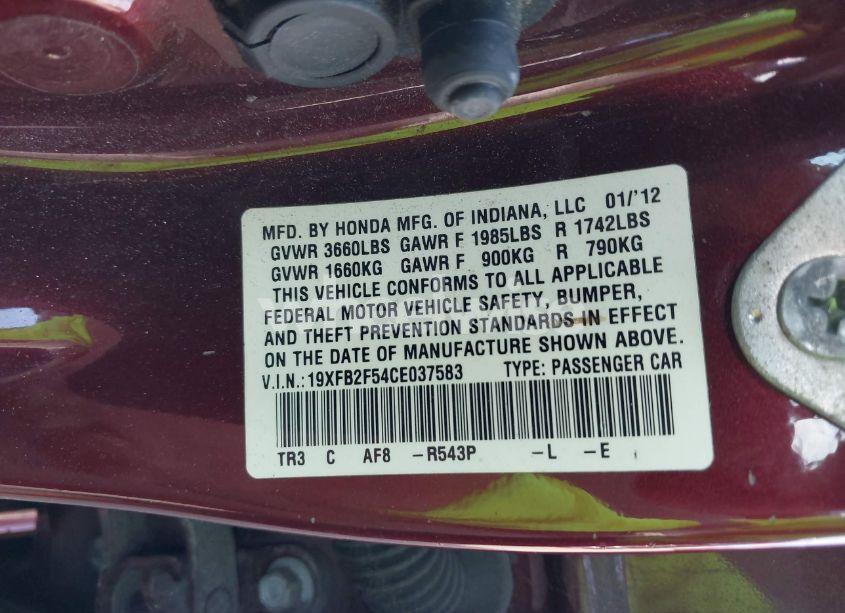 MFD. BY HONDA MFG. OF INDIANA, LLC 01/'12
GVWR 3660LBS GAWR F 1985LBS R 1742LBS
GVWR 1660KG GAWR F 900KG R 790KG
THIS VEHICLE CONFORMS TO ALL APPLICABLE
FEDERAL MOTOR VEHICLE SAFETY, BUMPER,
AND THEFT PREVENTION STANDARDS IN EFFECT
ON THE DATE OF MANUFACTURE SHOWN ABOVE.
V.I.N.:19XFB2F54CE037583 TYPE: PASSENGER CAR
TR3 C AF8 -R543P -L -E